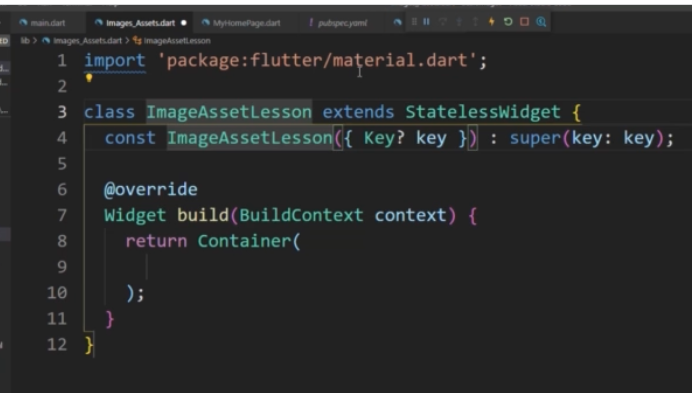 main.dart Images_Assets.dart MyHomePage.dart pubspec.yaml
lib > Images_Assets.dart > ImageAssetLesson
1 import 'package:flutter/material.dart';
2
3 class ImageAssetLesson extends StatelessWidget {
4 const ImageAssetLesson({ Key? key }) : super(key: key);
5
6 @override
7 Widget build(BuildContext context) {
8 return Container(
9
10 );
11 }
12 }